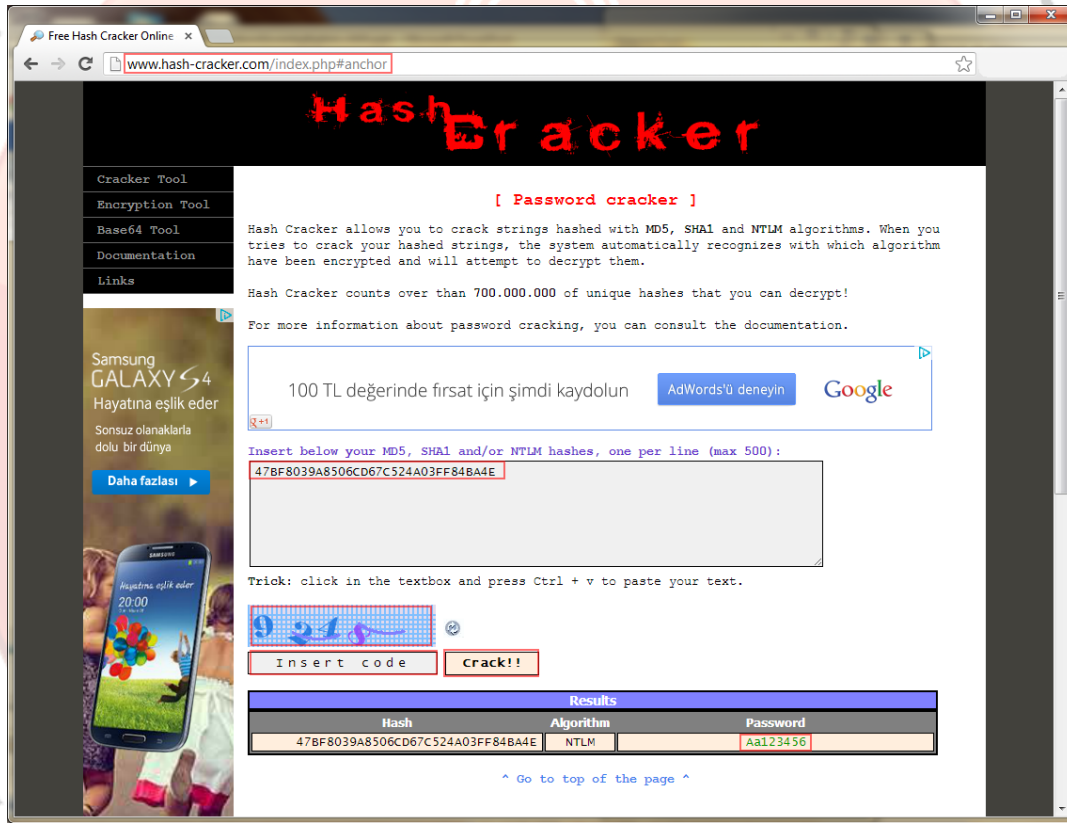 Free Hash Cracker Online
www.hash-cracker.com/index.php#anchor
Hash Cracker
Cracker Tool
Encryption Tool
Base64 Tool
Documentation
Links
[ Password cracker ]
Hash Cracker allows you to crack strings hashed with MD5, SHA1 and NTLM algorithms. When you
tries to crack your hashed strings, the system automatically recognizes with which algorithm
have been encrypted and will attempt to decrypt them.
Hash Cracker counts over than 700.000.000 of unique hashes that you can decrypt!
For more information about password cracking, you can consult the documentation.
Samsung
GALAXY S4
Hayatına eşlik eder
Sonsuz olanaklarla
dolu bir dünya
Daha fazlası
SAMSUNG
Hayatına eşlik eder
20:00
100 TL değerinde fırsat için şimdi kaydolun
AdWords'ü deneyin
Google
+1
Insert below your MD5, SHA1 and/or NTLM hashes, one per line (max 500):
47BF8039A8506CD67C524A03FF84BA4E
Trick: click in the textbox and press Ctrl + v to paste your text.
Insert code
Crack!!
Results
Hash Algorithm Password
47BF8039A8506CD67C524A03FF84BA4E NTLM Aa123456
^ Go to top of the page ^